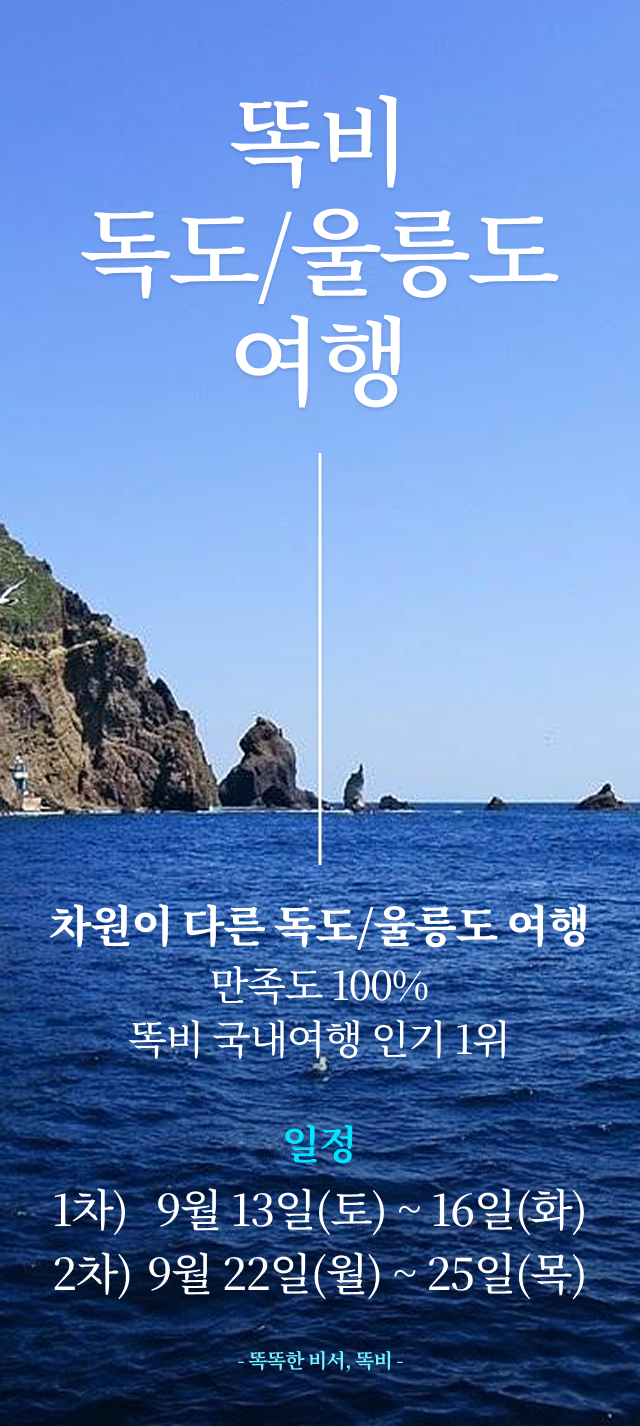 똑비
독도/울릉도
여행
차원이 다른 독도/울릉도 여행
만족도 100%
똑비 국내여행 인기 1위
일정
1차) 9월 13일(토) ~ 16일(화)
2차) 9월 22일(월) ~ 25일(목)
- 똑똑한 비서, 똑비 -